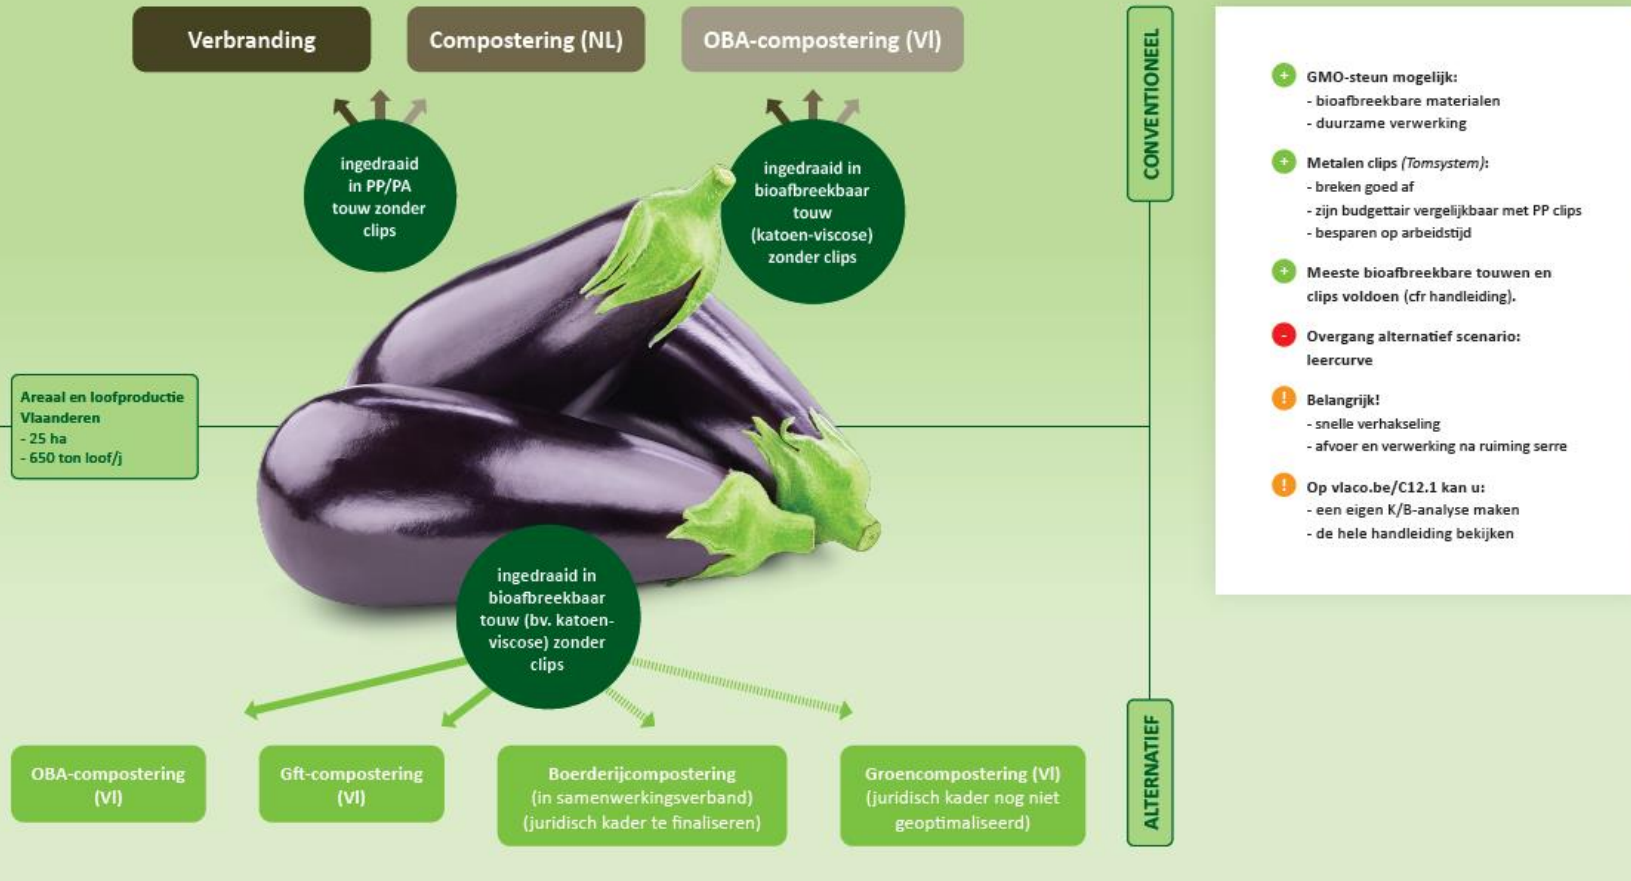 Verbranding
Compostering (NL)
OBA-compostering (Vl)
CONVENTIONEEL
ingedraaid
in PP/PA
touw zonder
clips
ingedraaid in
bioafbreekbaar
touw
(katoen-viscose)
zonder clips
Areaal en loofproductie
Vlaanderen
- 25 ha
- 650 ton loof/j
ingedraaid in
bioafbreekbaar
touw (bv. katoen-
viscose) zonder
clips
OBA-compostering
(Vl)
Gft-compostering
(Vl)
Boerderijcompostering
(in samenwerkingsverband)
(juridisch kader te finaliseren)
Groencompostering (Vl)
(juridisch kader nog niet
geoptimaliseerd)
ALTERNATIEF
+ GMO-steun mogelijk:
- bioafbreekbare materialen
- duurzame verwerking
+ Metalen clips (Tomsystem):
- breken goed af
- zijn budgettair vergelijkbaar met PP clips
- besparen op arbeidstijd
+ Meeste bioafbreekbare touwen en
clips voldoen (cfr handleiding).
- Overgang alternatief scenario:
leercurve
! Belangrijk!
- snelle verhakseling
- afvoer en verwerking na ruiming serre
! Op vlaco.be/C12.1 kan u:
- een eigen K/B-analyse maken
- de hele handleiding bekijken